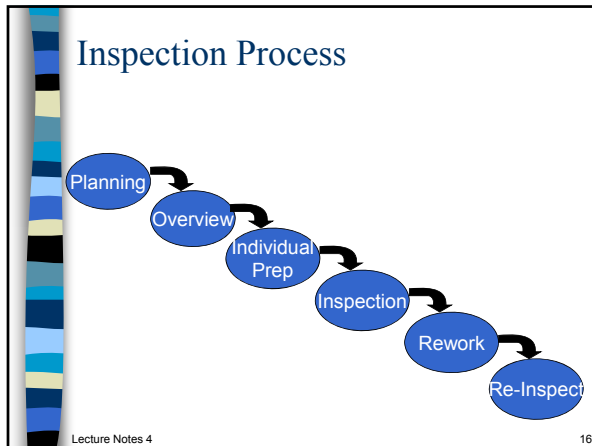 Inspection Process
Planning
Overview
Individual
Prep
Inspection
Rework
Re-Inspect
Lecture Notes 4
16